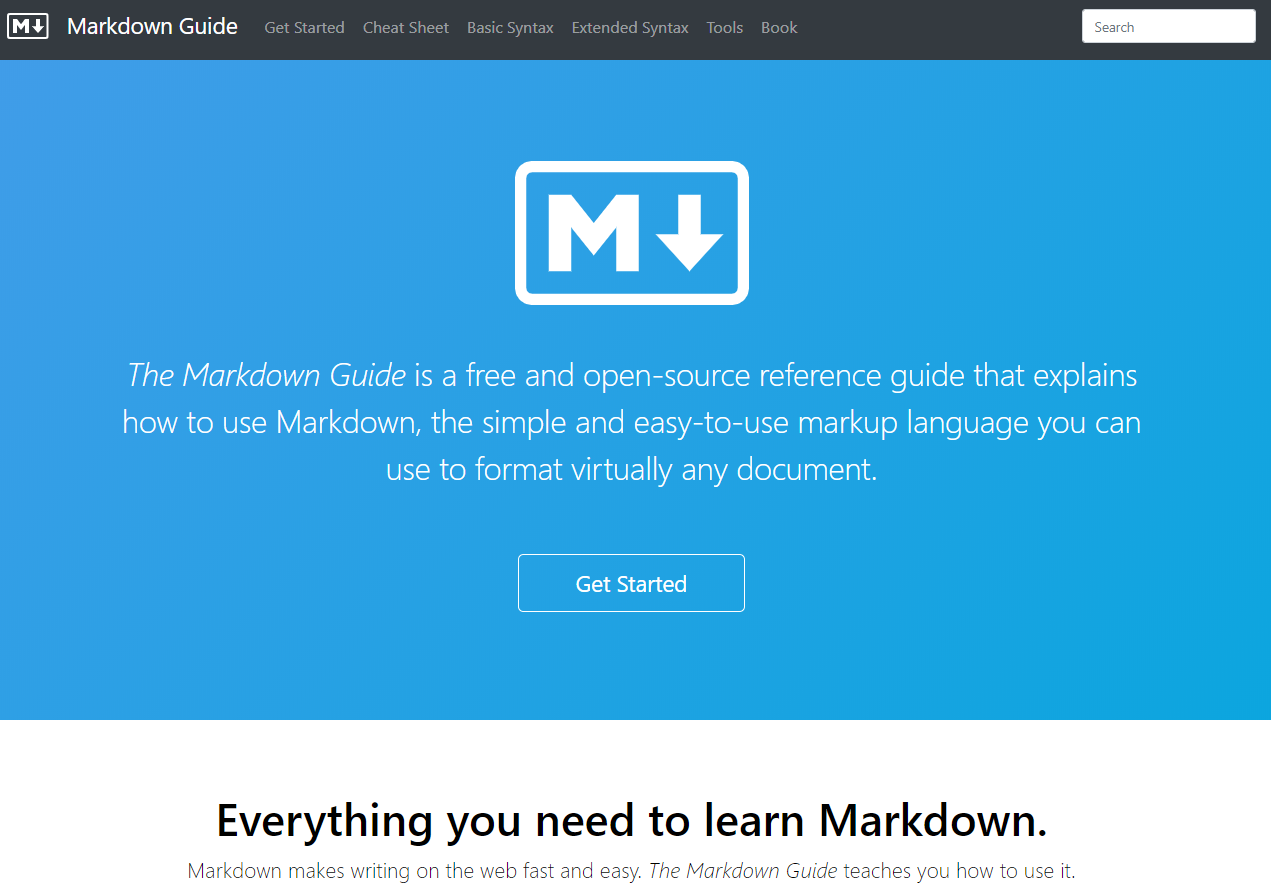 M Markdown Guide Get Started Cheat Sheet Basic Syntax Extended Syntax Tools Book Search
M
The Markdown Guide is a free and open-source reference guide that explains
how to use Markdown, the simple and easy-to-use markup language you can
use to format virtually any document.
Get Started
Everything you need to learn Markdown.
Markdown makes writing on the web fast and easy. The Markdown Guide teaches you how to use it.